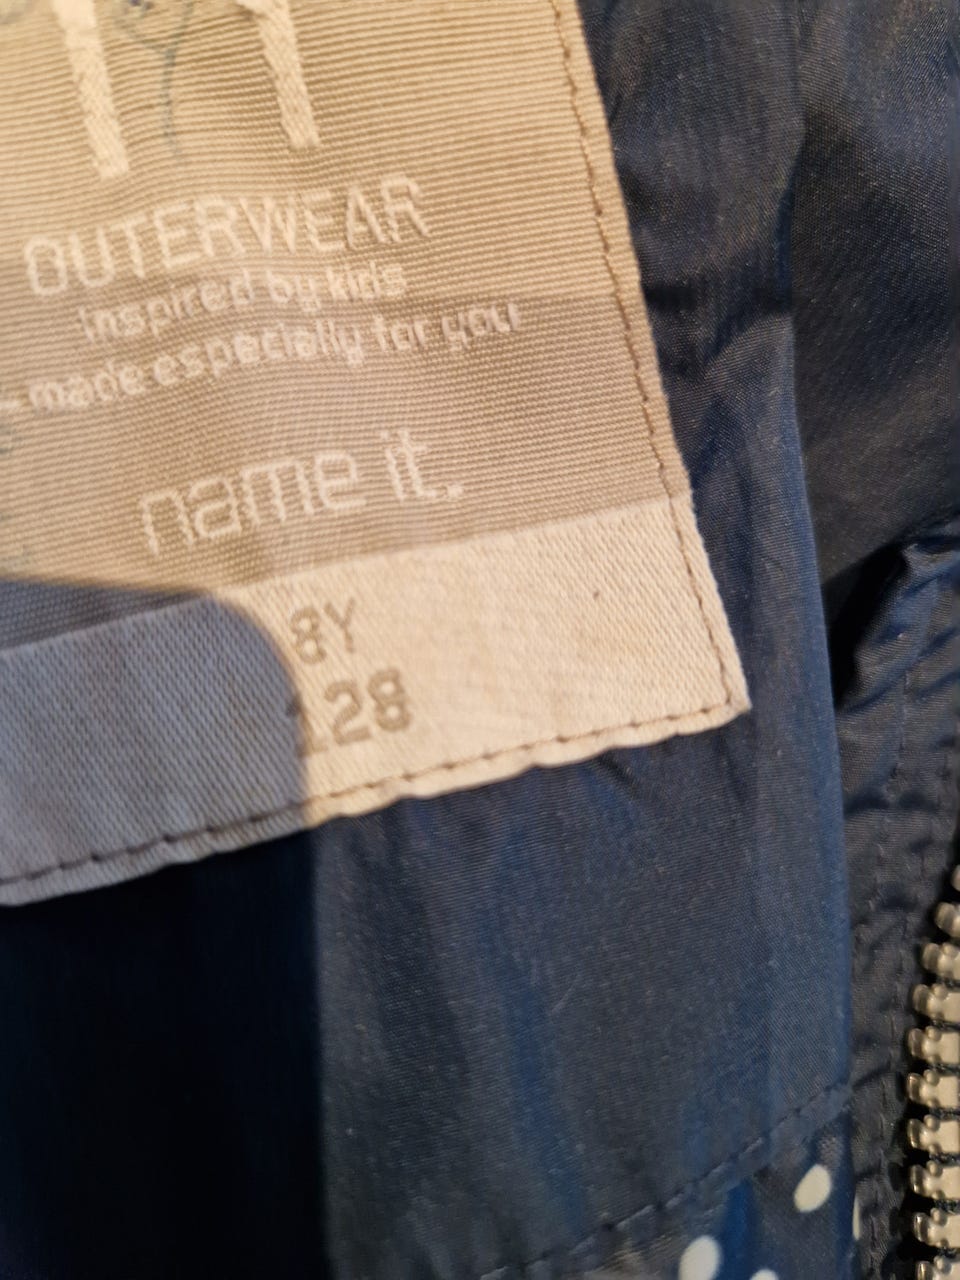 OUTERWEAR
inspired by kids
- made especially for you
name it.
8Y
128